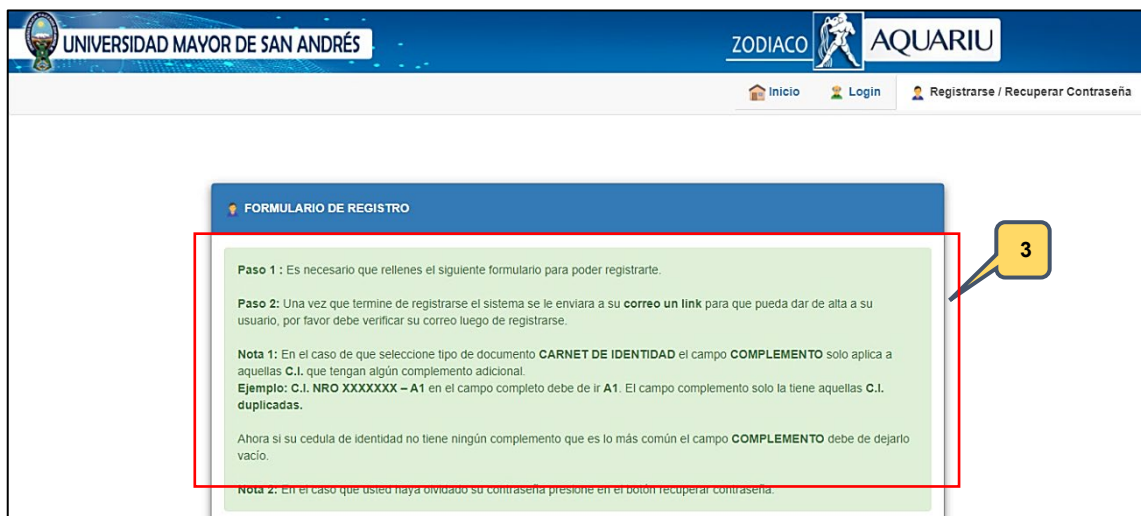 UNIVERSIDAD MAYOR DE SAN ANDRÉS
ZODIACO AQUARIU
Inicio Login Registrarse / Recuperar Contraseña
FORMULARIO DE REGISTRO
3
Paso 1 : Es necesario que rellenes el siguiente formulario para poder registrarte.
Paso 2: Una vez que termine de registrarse el sistema se le enviara a su correo un link para que pueda dar de alta a su
usuario, por favor debe verificar su correo luego de registrarse.
Nota 1: En el caso de que seleccione tipo de documento CARNET DE IDENTIDAD el campo COMPLEMENTO solo aplica a
aquellas C.I. que tengan algún complemento adicional.
Ejemplo: C.I. NRO XXXXXXX – A1 en el campo completo debe de ir A1. El campo complemento solo la tiene aquellas C.I.
duplicadas.
Ahora si su cedula de identidad no tiene ningún complemento que es lo más común el campo COMPLEMENTO debe de dejarlo
vacío.
Nota 2: En el caso que usted haya olvidado su contraseña presione en el botón recuperar contraseña.